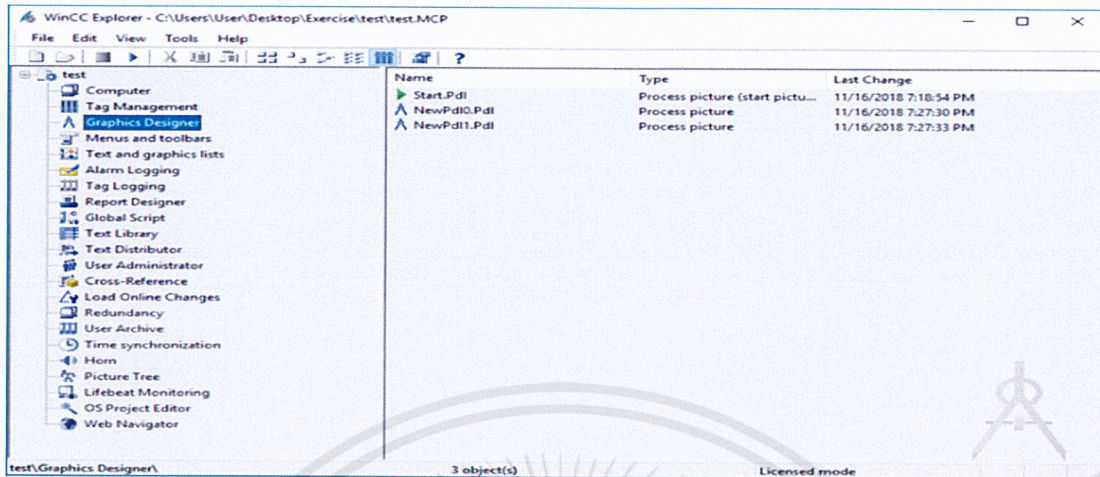 WinCC Explorer - C:\Users\User\Desktop\Exercise\test\test.MCP
File Edit View Tools Help
test
Computer
Tag Management
Graphics Designer
Menus and toolbars
Text and graphics lists
Alarm Logging
Tag Logging
Report Designer
Global Script
Text Library
Text Distributor
User Administrator
Cross-Reference
Load Online Changes
Redundancy
User Archive
Time synchronization
Horn
Picture Tree
Lifebeat Monitoring
OS Project Editor
Web Navigator
Name Type Last Change
Start.Pdl Process picture (start pictu... 11/16/2018 7:18:54 PM
NewPdl0.Pdl Process picture 11/16/2018 7:27:30 PM
NewPdl1.Pdl Process picture 11/16/2018 7:27:33 PM
test\Graphics Designer\ 3 object(s) Licensed mode